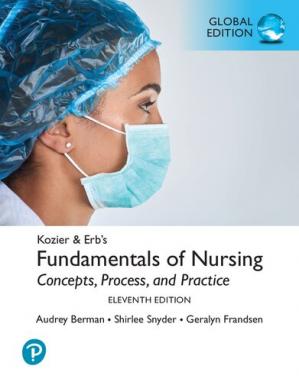 GLOBAL
EDITION
Kozier & Erb's
Fundamentals of Nursing
Concepts, Process, and Practice
ELEVENTH EDITION
Audrey Berman • Shirlee Snyder • Geralyn Frandsen
P